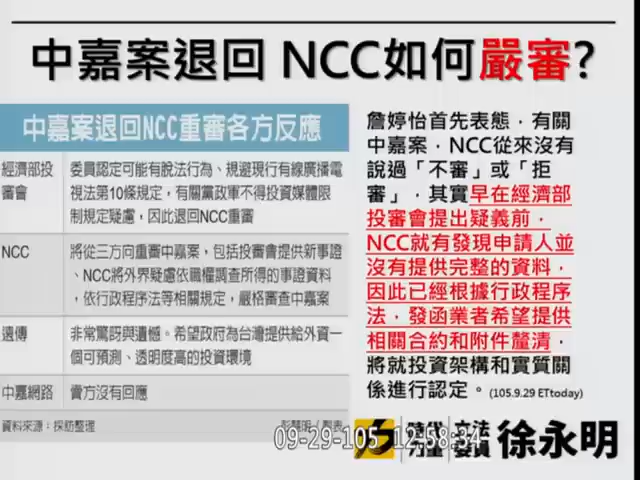 中嘉案退回 NCC如何嚴審?
中嘉案退回NCC重審各方反應
經濟部投
審會
委員認定可能有脫法行為、規避現行有線廣播電
視法第10條規定，有關黨政軍不得投資媒體限
制規定疑慮，因此退回NCC重審
NCC
將從三方向重審中嘉案，包括投審會提供新事證
、NCC將外界疑慮依職權調查所得的事證資料
，依行政程序法等相關規定，嚴格審查中嘉案
遠傳
非常驚訝與遺憾。希望政府為台灣提供給外資一
個可預測、透明度高的投資環境
中嘉網路
賣方沒有回應
資料來源：採訪整理
詹婷怡首先表態，有關
中嘉案，NCC從來沒有
說過「不審」或「拒
審」，其實早在經濟部
投審會提出疑義前，
NCC就有發現申請人並
沒有提供完整的資料，
因此已經根據行政程序
法，發函業者希望提供
相關合約和附件釐清，
將就投資架構和實質關
係進行認定。(105.9.29 ETtoday)
時代
力量
立法
委員
徐永明
09-29-105 12:58:34